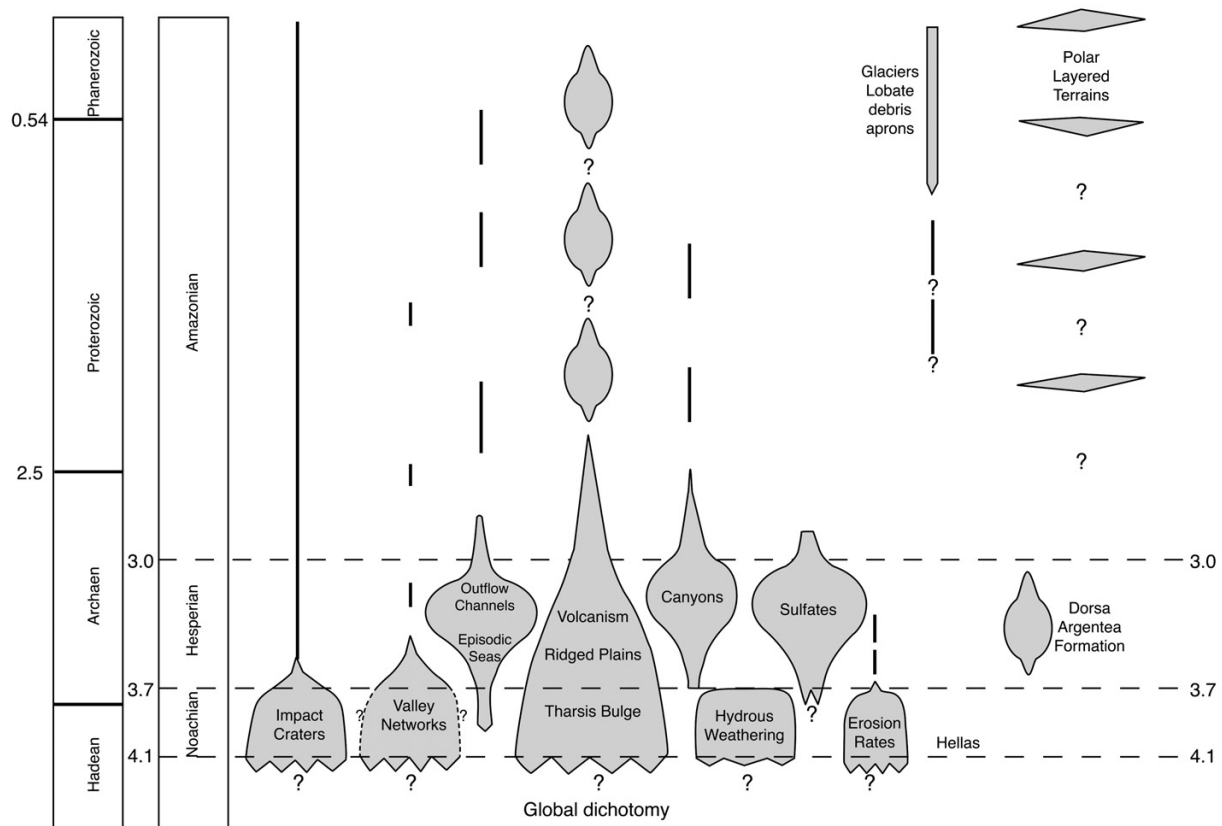 Phanerozoic
0.54
Proterozoic
2.5
Archaen
Hadean
Amazonian
Hesperian
Noachian
3.0
3.7
4.1
Impact
Craters
?
?
Valley
Networks
?
?
Outflow
Channels
Episodic
Seas
?
?
Volcanism
Ridged Plains
Tharsis Bulge
?
Canyons
Hydrous
Weathering
?
Sulfates
?
Erosion
Rates
?
Glaciers
Lobate
debris
aprons
?
?
Polar
Layered
Terrains
?
?
?
Dorsa
Argentea
Formation
Hellas
3.0
3.7
4.1
Global dichotomy